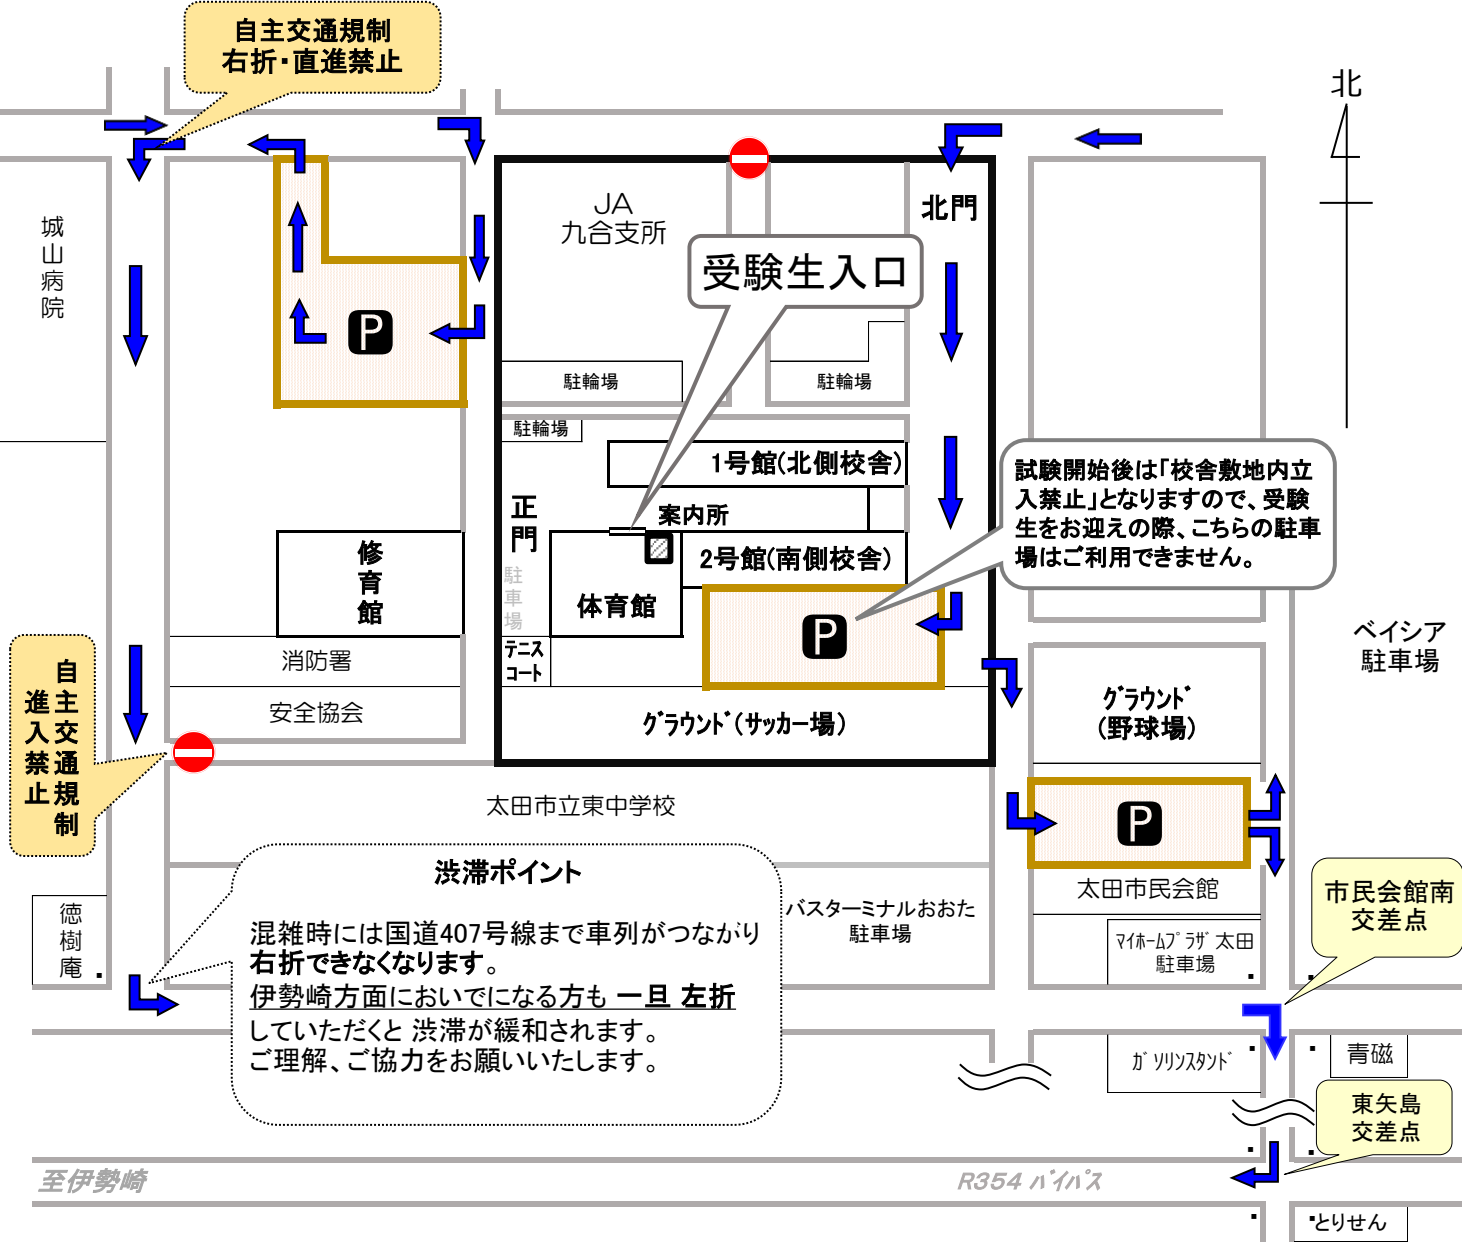 自主交通規制
右折・直進禁止
北
城山病院
JA
九合支所
北門
受験生入口
P
駐輪場
駐輪場
駐輪場
1号館(北側校舎)
正門
案内所
2号館(南側校舎)
駐車場
体育館
修育館
試験開始後は「校舎敷地内立
入禁止」となりますので、受験
生をお迎えの際、こちらの駐車
場はご利用できません。
P
テニス
コート
消防署
安全協会
自主交通規制
進入禁止
グラウンド(サッカー場)
グラウンド
(野球場)
ベイシア
駐車場
太田市立東中学校
P
太田市民会館
渋滞ポイント
混雑時には国道407号線まで車列がつながり
右折できなくなります。
伊勢崎方面においでになる方も 一旦 左折
していただくと 渋滞が緩和されます。
ご理解、ご協力をお願いいたします。
徳樹庵
バスターミナルおおた
駐車場
マイホームプラザ太田
駐車場
市民会館南
交差点
ガソリンスタンド
青磁
東矢島
交差点
至伊勢崎
R354 バイパス
とりせん